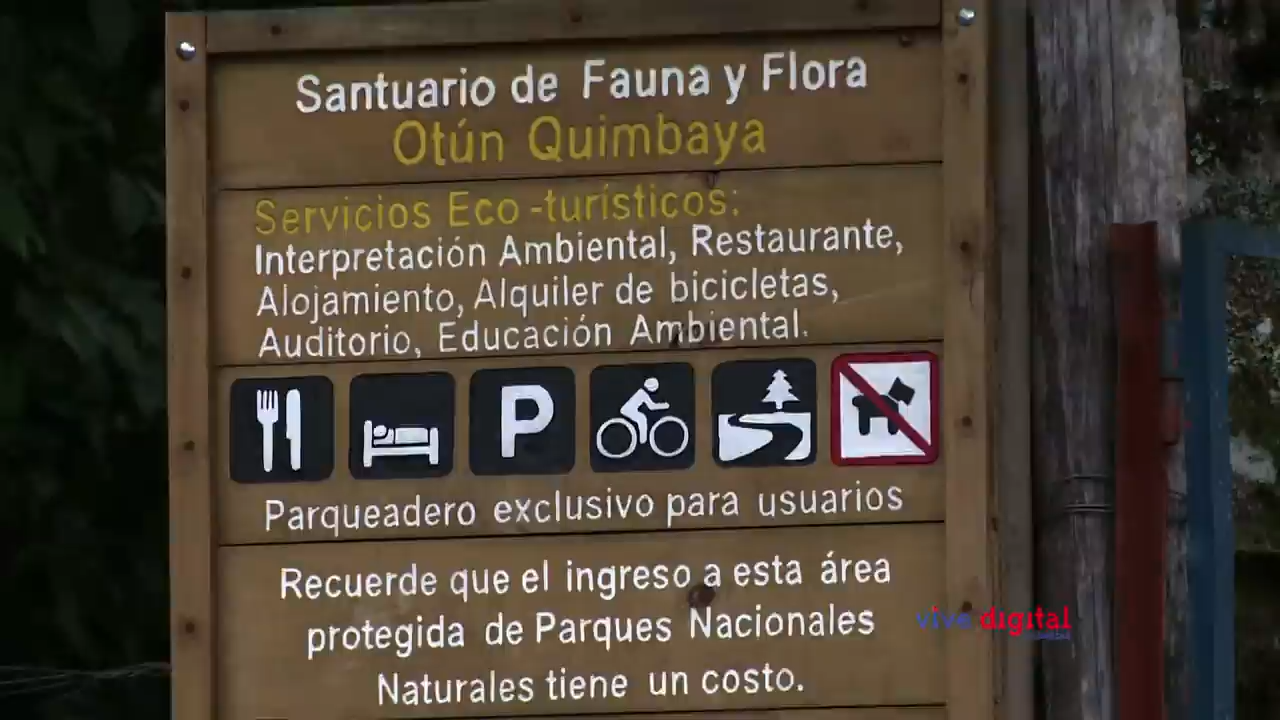 Santuario de Fauna y Flora
Otún Quimbaya
Servicios Eco-turísticos:
Interpretación Ambiental, Restaurante,
Alojamiento, Alquiler de bicicletas,
Auditorio, Educación Ambiental.
P
Parqueadero exclusivo para usuarios
Recuerde que el ingreso a esta área
protegida de Parques Nacionales
Naturales tiene un costo.
vive digital